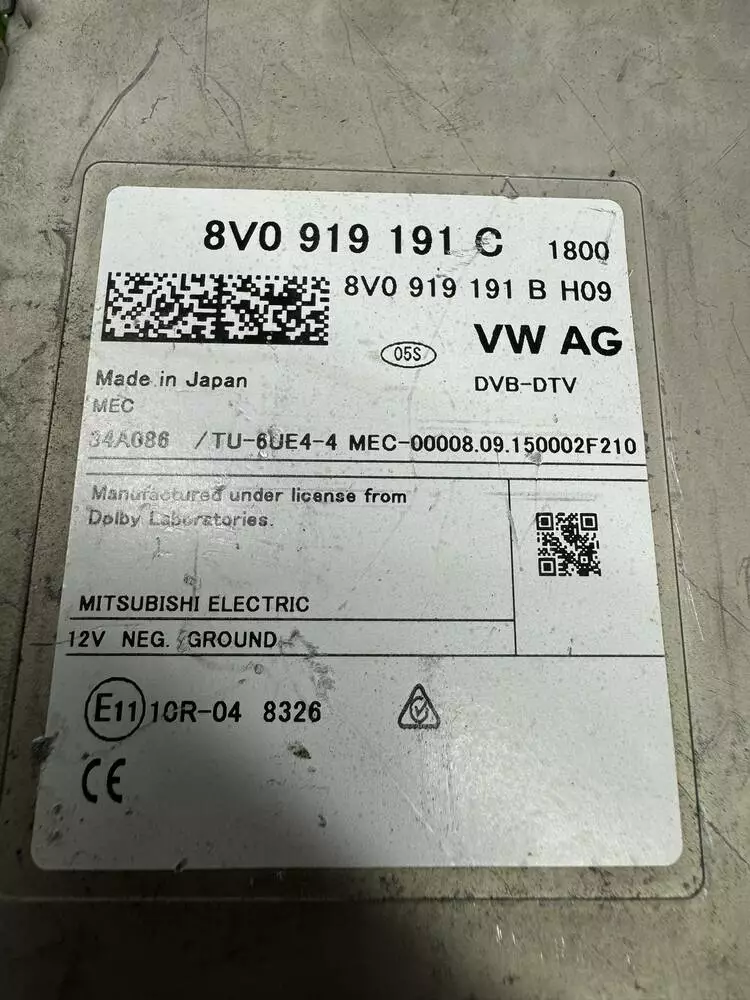 8V0 919 191 C 1800
8V0 919 191 B H09
05S
VW AG
Made in Japan
DVB-DTV
MEC
34A086 /TU-6UE4-4 MEC-00008.09.150002F210
Manufactured under license from
Dolby Laboratories.
MITSUBISHI ELECTRIC
12V NEG. GROUND
E11 10R-04 8326
CE